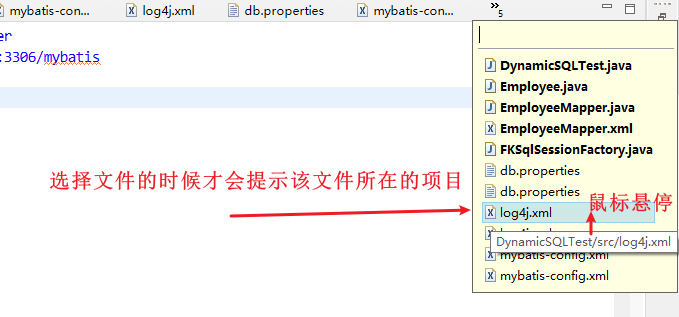 mybatis-con...
log4j.xml
db.properties
mybatis-con...
»5
er
:3306/mybatis
DynamicSQLTest.java
Employee.java
EmployeeMapper.java
EmployeeMapper.xml
FKSqlSessionFactory.java
db.properties
db.properties
选择文件的时候才会提示该文件所在的项目
log4j.xml
鼠标悬停
DynamicSQLTest/src/log4j.xml
mybatis-config.xml
mybatis-config.xml